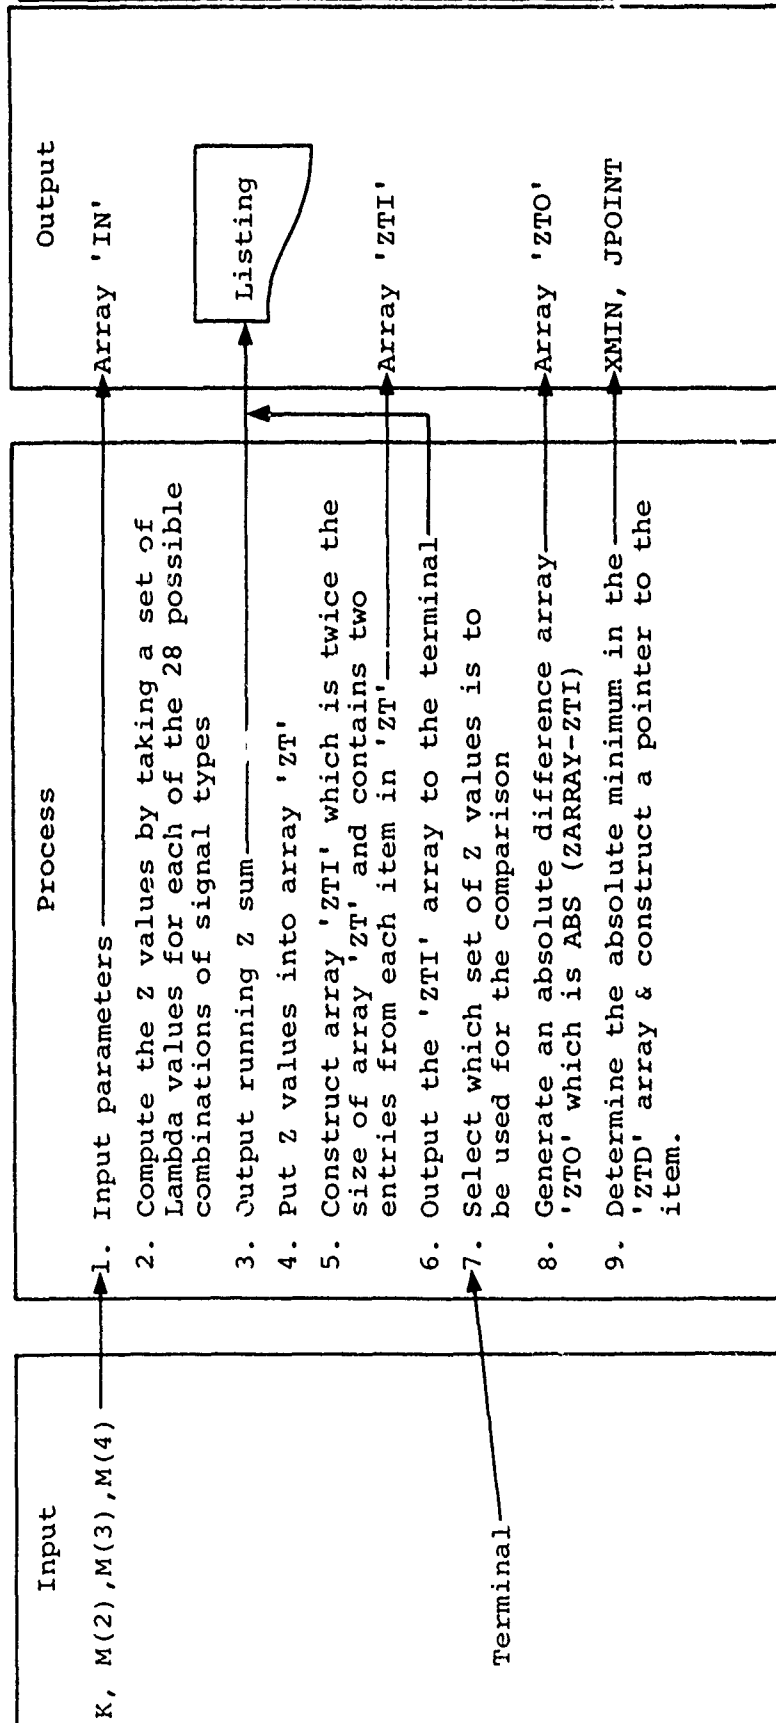 Input
K, M(2),M(3),M(4)
Terminal
Process
1. Input parameters
2. Compute the Z values by taking a set of
Lambda values for each of the 28 possible
combinations of signal types
3. Output running Z sum
4. Put Z values into array 'ZT'
5. Construct array 'ZTI' which is twice the
size of array 'ZT' and contains two
entries from each item in 'ZT'
6. Output the 'ZTI' array to the terminal
7. Select which set of Z values is to
be used for the comparison
8. Generate an absolute difference array
'ZTO' which is ABS (ZARRAY-ZTI)
9. Determine the absolute minimum in the
'ZTD' array & construct a pointer to the
item.
Output
Array 'IN'
Listing
Array 'ZTI'
Array 'ZTO'
XMIN, JPOINT